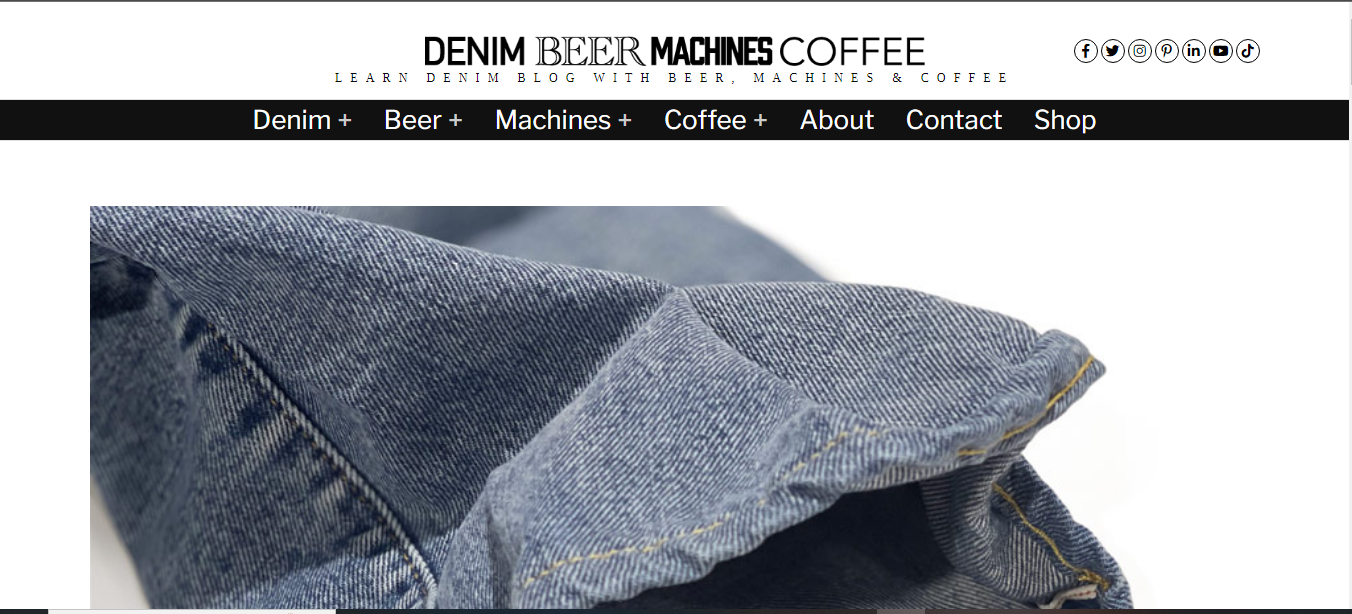 DENIM BEER MACHINES COFFEE
LEARN DENIM BLOG WITH BEER, MACHINES & COFFEE
Denim + Beer + Machines + Coffee + About Contact Shop